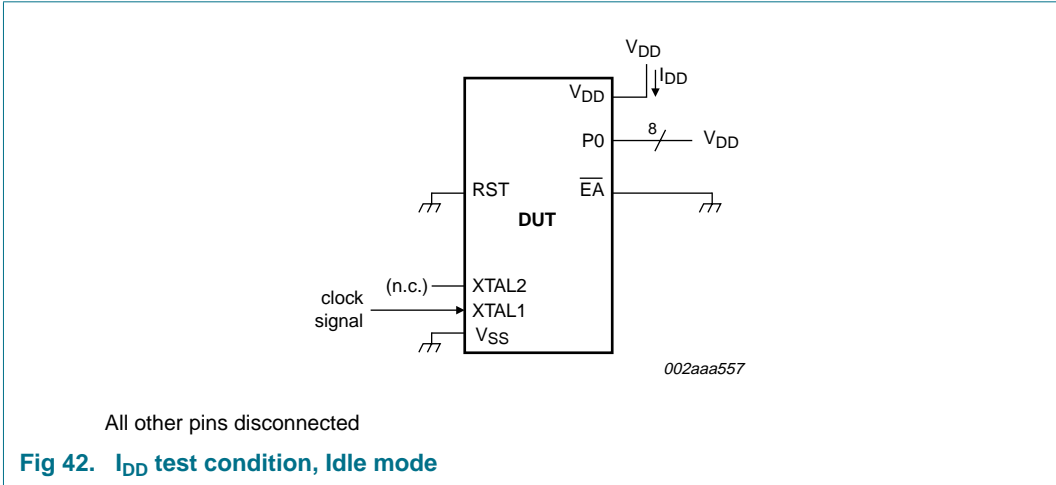 VDD
IDD
VDD
P0
8
VDD
RST
EA
DUT
(n.c.)
XTAL2
clock
signal
XTAL1
VSS
002aaa557
All other pins disconnected
Fig 42. IDD test condition, Idle mode